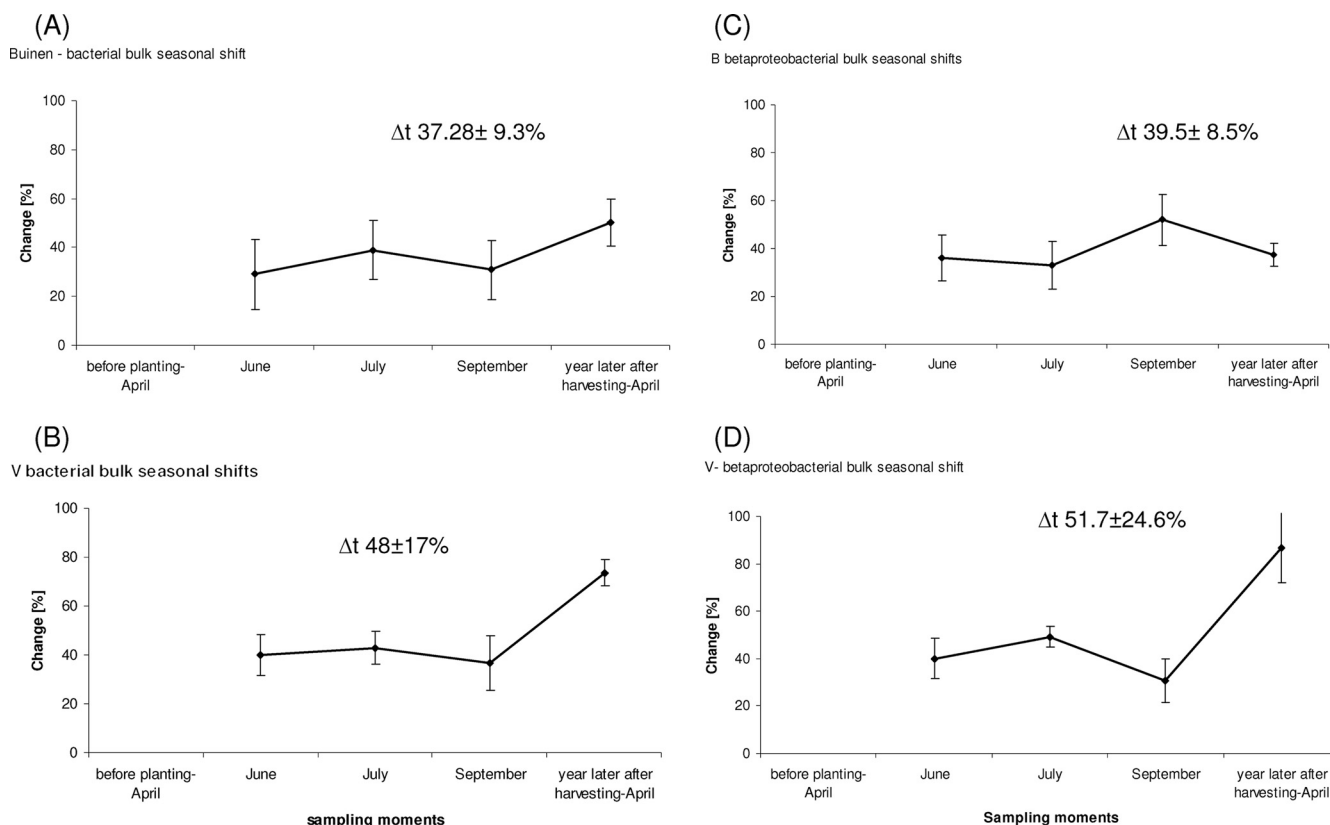 (A)
Buinen - bacterial bulk seasonal shift
100
80
60
40
20
0
Change [%]
Δt 37.28± 9.3%
before planting-
April
June
July
September
year later after
harvesting-April
(B)
V bacterial bulk seasonal shifts
100
80
60
40
20
0
Change [%]
Δt 48±17%
before planting-
April
June
July
September
year later after
harvesting-April
sampling moments
(C)
B betaproteobacterial bulk seasonal shifts
100
80
60
40
20
0
Change [%]
Δt 39.5± 8.5%
before planting-
April
June
July
September
year later after
harvesting-April
(D)
V- betaproteobacterial bulk seasonal shift
100
80
60
40
20
0
Change [%]
Δt 51.7±24.6%
before planting-
April
June
July
September
year later after
harvesting-April
Sampling moments